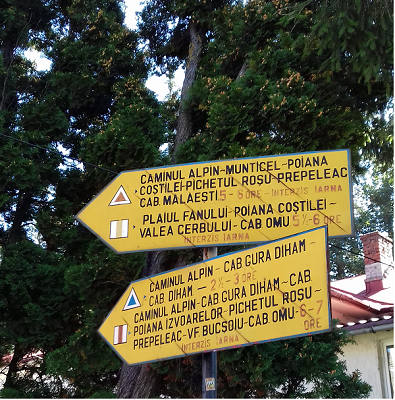 CAMINUL ALPIN-MUNTICEL-POIANA
COSTILEI-PICHETUL ROȘU PREPELEAC
CAB. MALAESTI 5-6 ORE - INTERZIS IARNA
PLAIUL FANULUI-POIANA COSTILEI-
VALEA CERBULUI-CAB. OMU 5½-6 ORE
INTERZIS IARNA
CAMINUL ALPIN-CAB GURA DIHAM-
CAB. DIHAM - 2½-3 ORE
CAMINUL ALPIN-CAB GURA DIHAM-CAB
POIANA IZVOARELOR-PICHETUL ROȘU-
PREPELEAC-VF BUCSOIU-CAB. OMU-6-7
INTERZIS IARNA ORE